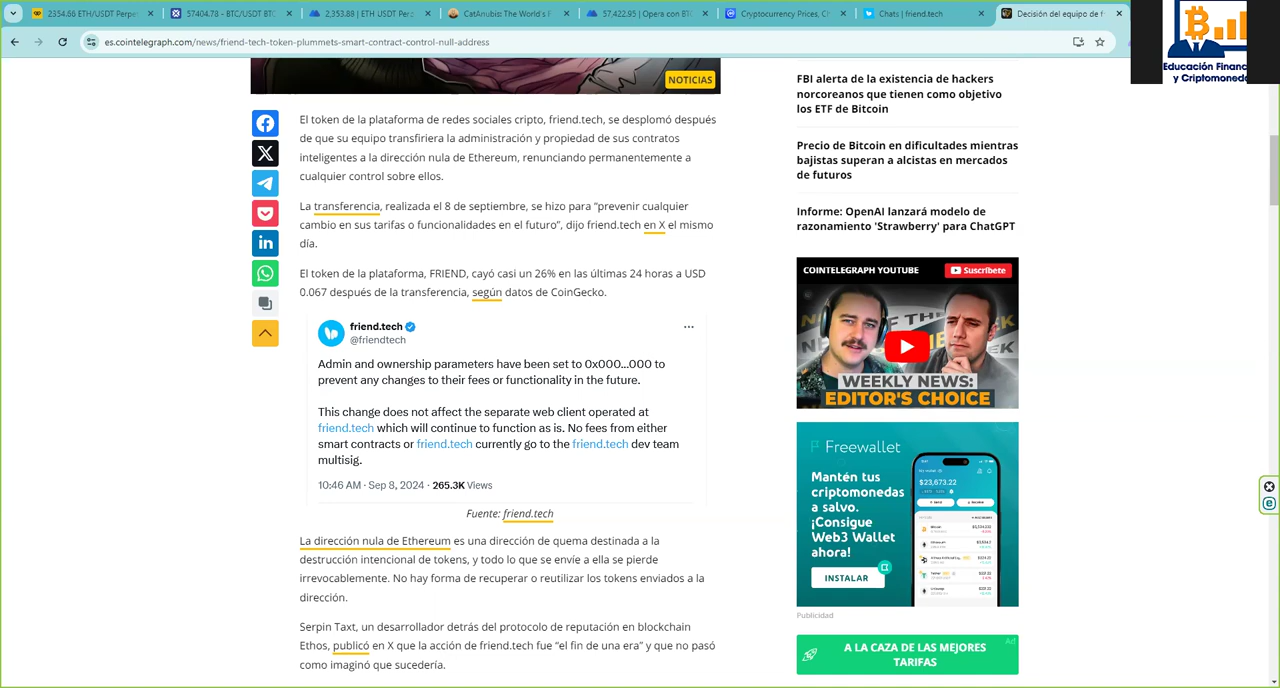 2354.66 ETH/USDT Perper
57404.78 – BTC/USDT BTC
2,353.88 | ETH USDT Perp
CatAnubis: The World's F
57,422.95 | Opera con BTC
Cryptocurrency Prices, C
Chats | friend.tech
Decisión del equipo de f
es.cointelegraph.com/news/friend-tech-token-plummets-smart-contract-control-null-address
Educación Financ
y Criptomoneda
NOTICIAS
El token de la plataforma de redes sociales cripto, friend.tech, se desplomó después
de que su equipo transfiriera la administración y propiedad de sus contratos
inteligentes a la dirección nula de Ethereum, renunciando permanentemente a
cualquier control sobre ellos.
La transferencia, realizada el 8 de septiembre, se hizo para “prevenir cualquier
cambio en sus tarifas o funcionalidades en el futuro”, dijo friend.tech en X el mismo
día.
El token de la plataforma, FRIEND, cayó casi un 26% en las últimas 24 horas a USD
0.067 después de la transferencia, según datos de CoinGecko.
friend.tech
@friendtech
Admin and ownership parameters have been set to 0x000...000 to
prevent any changes to their fees or functionality in the future.
This change does not affect the separate web client operated at
friend.tech which will continue to function as is. No fees from either
smart contracts or friend.tech currently go to the friend.tech dev team
multisig.
10:46 AM · Sep 8, 2024 · 265.3K Views
Fuente: friend.tech
La dirección nula de Ethereum es una dirección de quema destinada a la
destrucción intencional de tokens, y todo lo que se envíe a ella se pierde
irrevocablemente. No hay forma de recuperar o reutilizar los tokens enviados a la
dirección.
Serpin Taxt, un desarrollador detrás del protocolo de reputación en blockchain
Ethos, publicó en X que la acción de friend.tech fue “el fin de una era” y que no pasó
como imaginó que sucedería.
FBI alerta de la existencia de hackers
norcoreanos que tienen como objetivo
los ETF de Bitcoin
Precio de Bitcoin en dificultades mientras
bajistas superan a alcistas en mercados
de futuros
Informe: OpenAI lanzará modelo de
razonamiento 'Strawberry' para ChatGPT
COINTELEGRAPH YOUTUBE
Suscríbete
WEEKLY NEWS:
EDITOR'S CHOICE
Freewallet
Mantén tus
criptomonedas
a salvo.
¡Consigue
Web3 Wallet
ahora!
INSTALAR
$23,673.22
Publicidad
Ad
A LA CAZA DE LAS MEJORES
TARIFAS